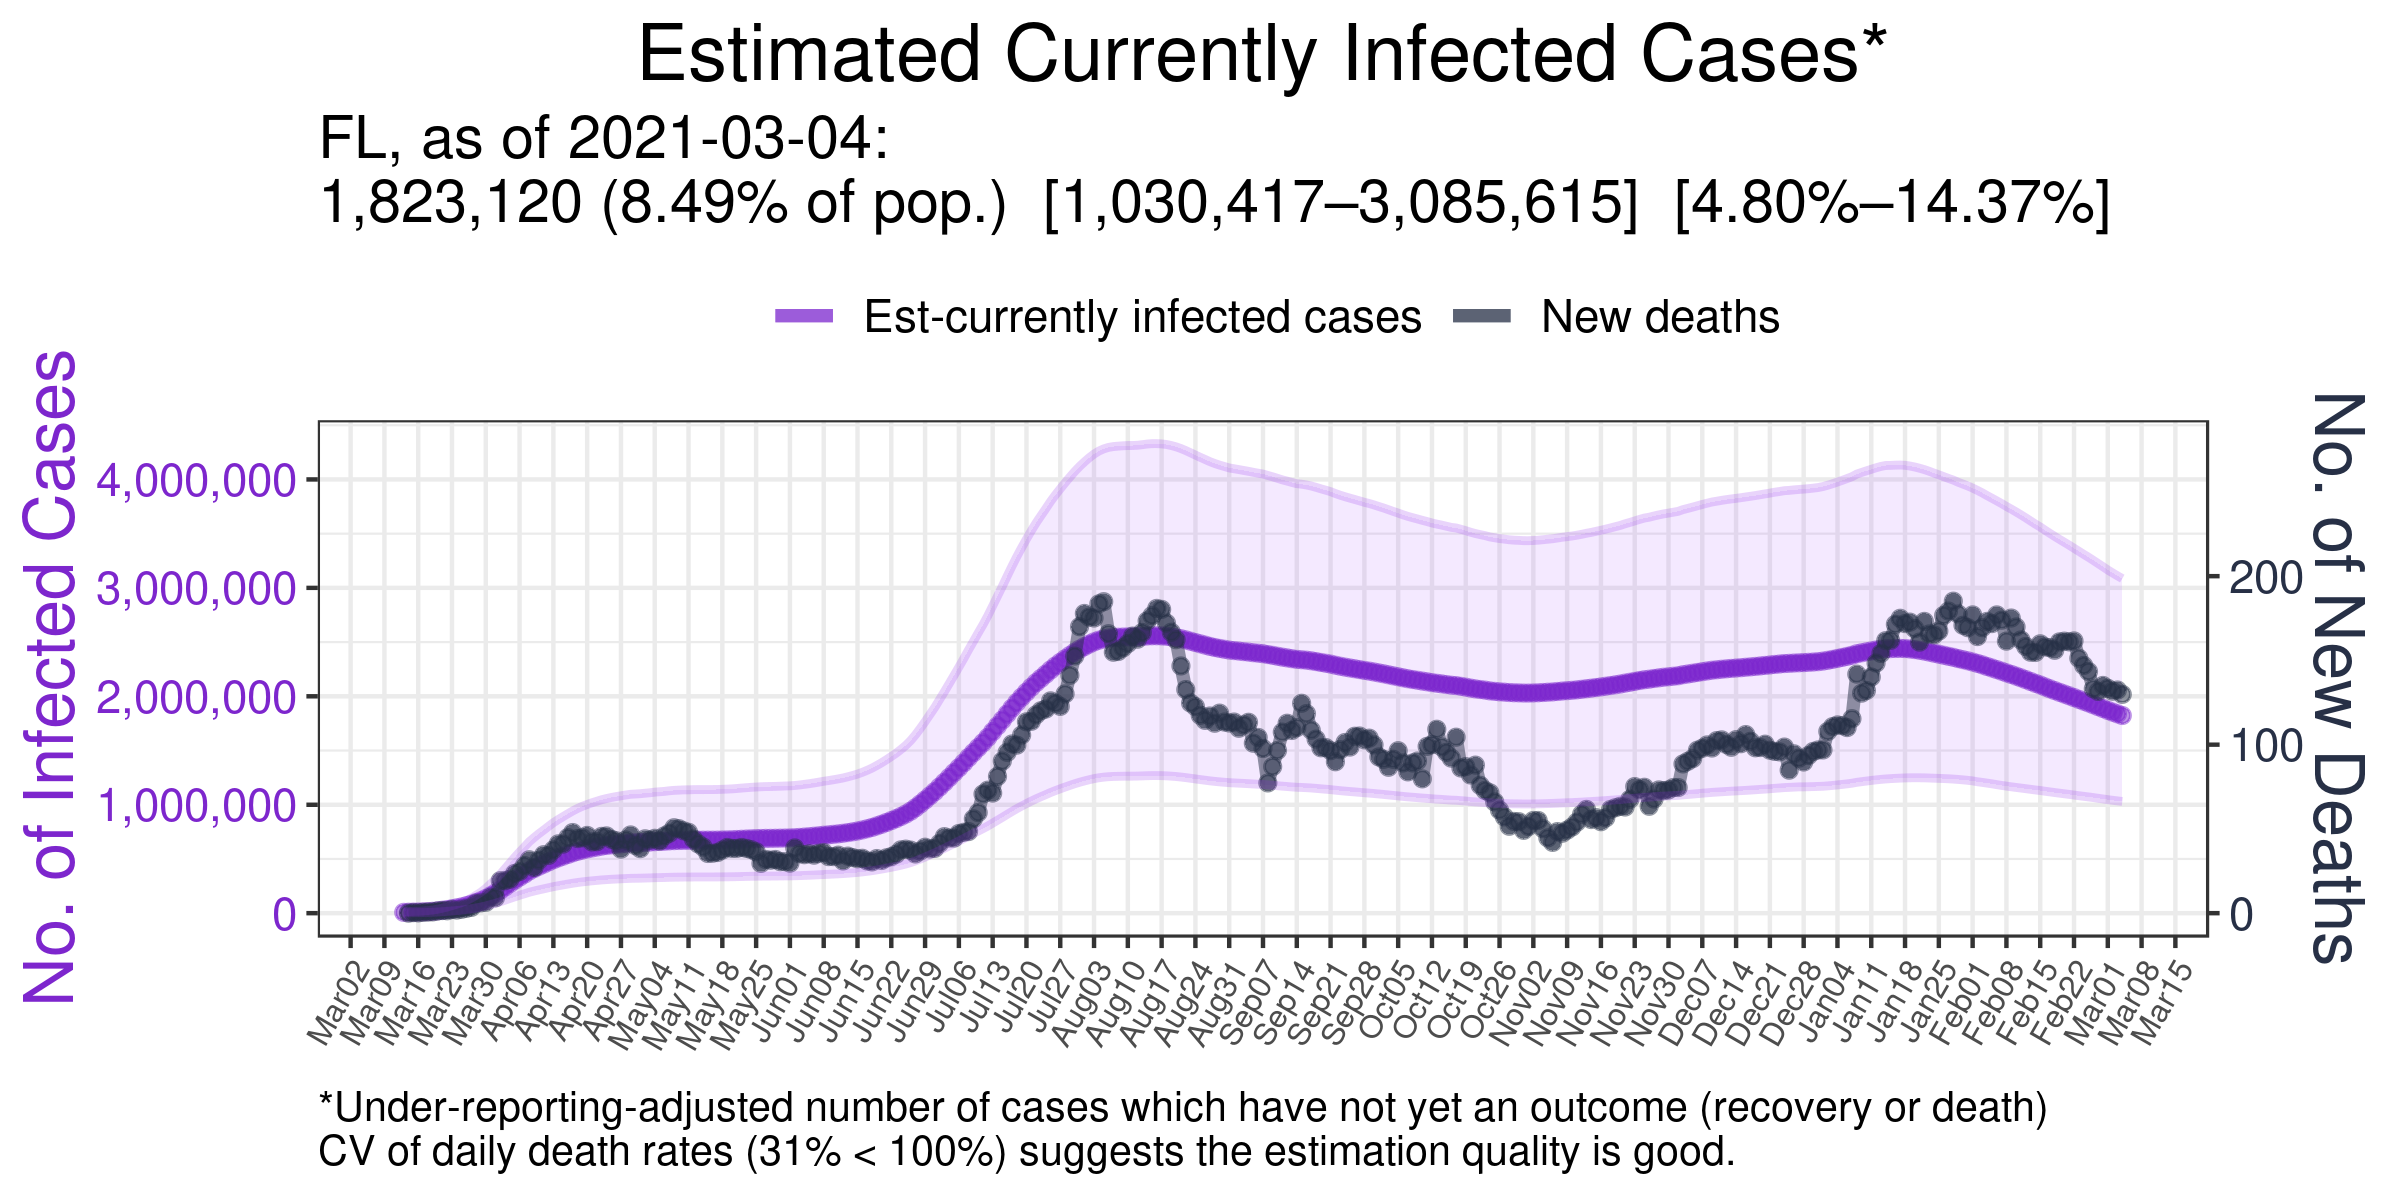 Estimated Currently Infected Cases*
FL, as of 2021-03-04:
1,823,120 (8.49% of pop.)  [1,030,417–3,085,615]  [4.80%–14.37%]
Est-currently infected cases
New deaths
No. of Infected Cases
4,000,000
3,000,000
2,000,000
1,000,000
0
No. of New Deaths
200
100
0
Mar02
Mar09
Mar16
Mar23
Mar30
Apr06
Apr13
Apr20
Apr27
May04
May11
May18
May25
Jun01
Jun08
Jun15
Jun22
Jun29
Jul06
Jul13
Jul20
Jul27
Aug03
Aug10
Aug17
Aug24
Aug31
Sep07
Sep14
Sep21
Sep28
Oct05
Oct12
Oct19
Oct26
Nov02
Nov09
Nov16
Nov23
Nov30
Dec07
Dec14
Dec21
Dec28
Jan04
Jan11
Jan18
Jan25
Feb01
Feb08
Feb15
Feb22
Mar01
Mar08
Mar15
*Under-reporting-adjusted number of cases which have not yet an outcome (recovery or death)
CV of daily death rates (31% < 100%) suggests the estimation quality is good.